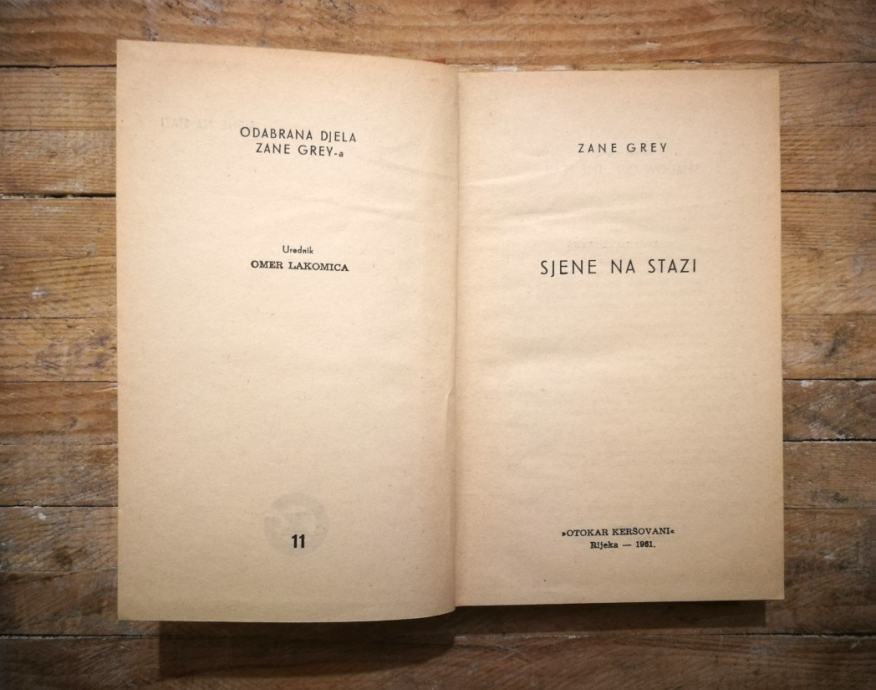 ODABRANA DJELA
ZANE GREY-a
Urednik
OMER LAKOMICA
11
ZANE GREY
SJENE NA STAZI
»OTOKAR KERŠOVANI«
Rijeka — 1961.